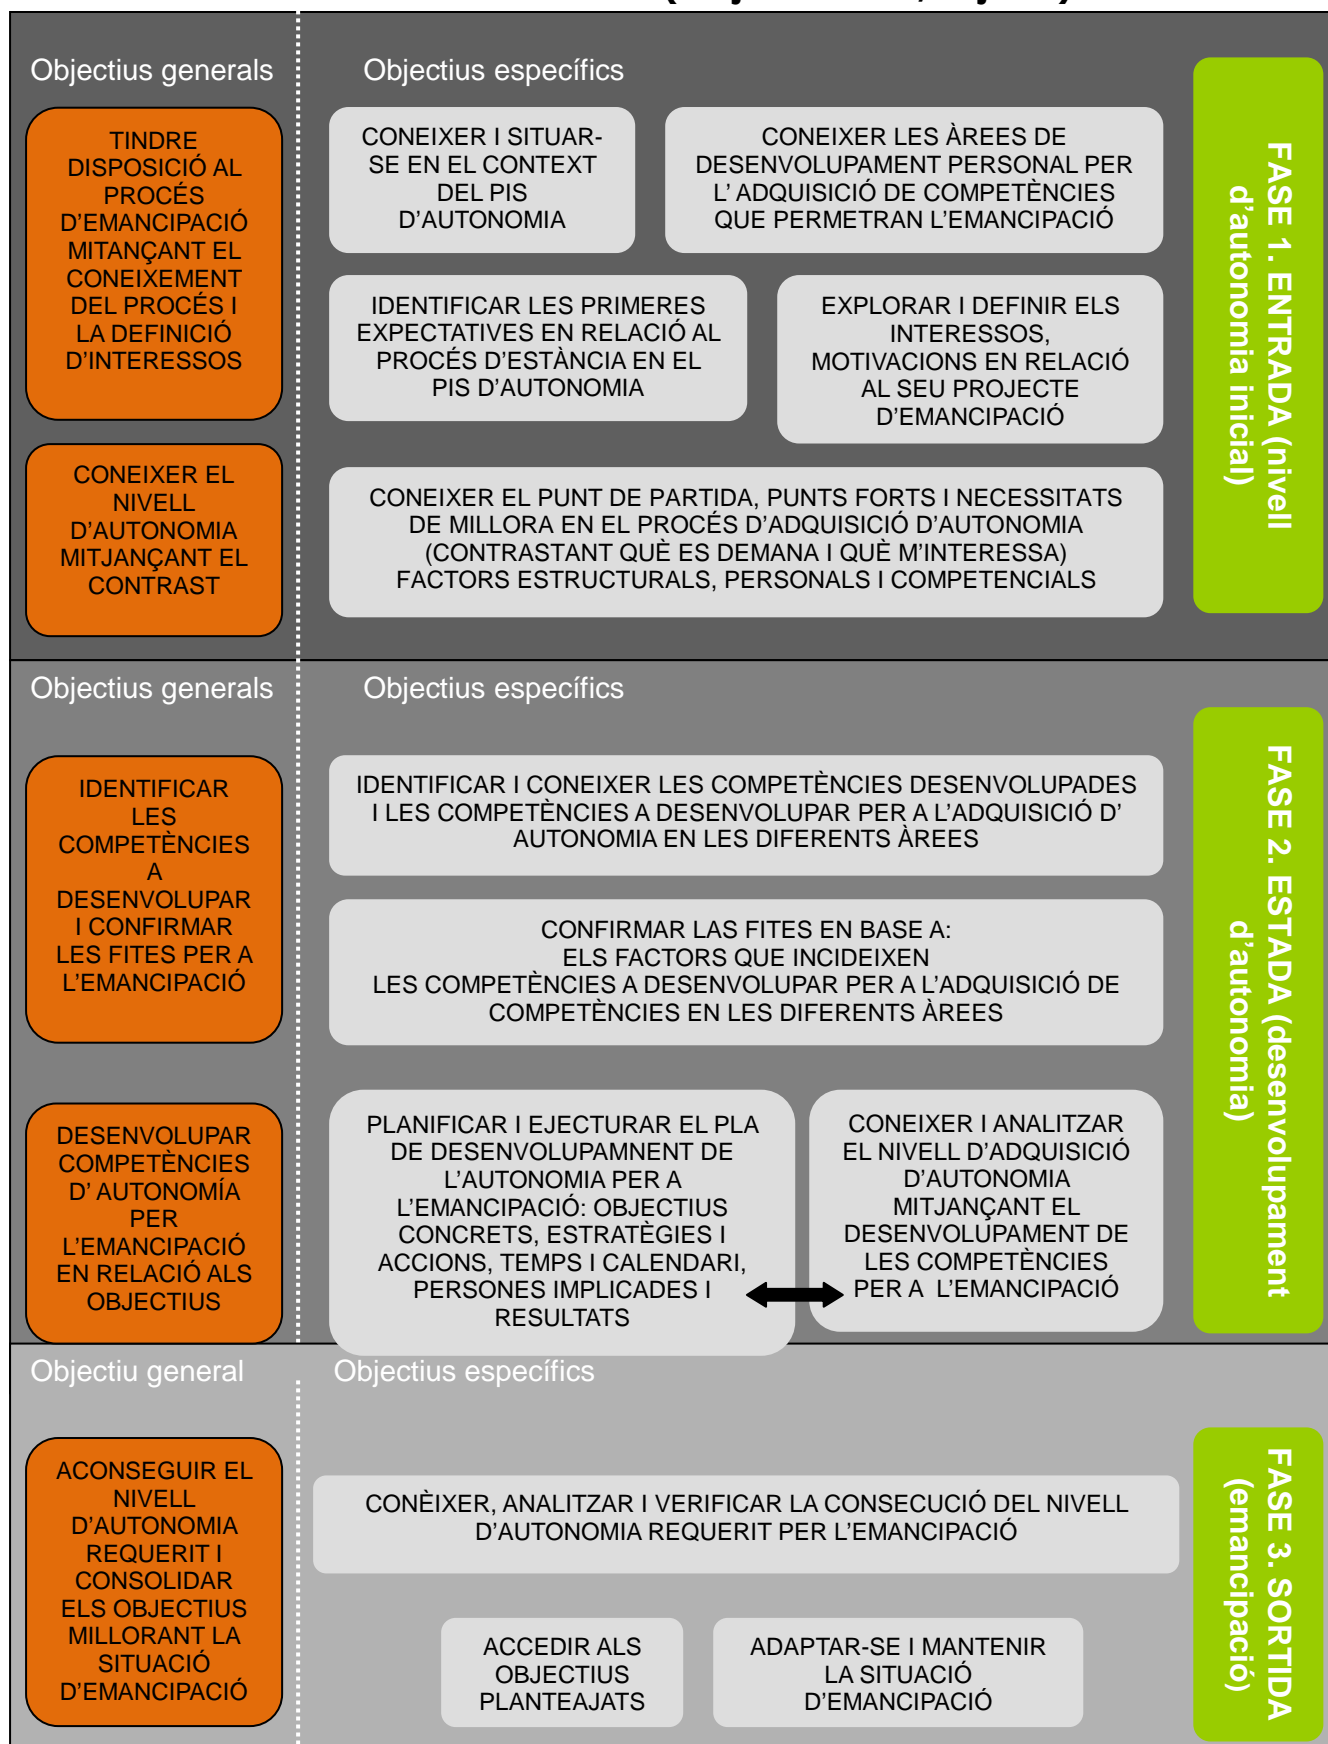 Objectius generals
Objectius específics
TINDRE
DISPOSICIÓ AL
PROCÉS
D'EMANCIPACIÓ
MITANÇANT EL
CONEIXEMENT
DEL PROCÉS I
LA DEFINICIÓ
D'INTERESSOS
CONEIXER I SITUAR-
SE EN EL CONTEXT
DEL PIS
D'AUTONOMIA
CONEIXER LES ÀREES DE
DESENVOLUPAMENT PERSONAL PER
L' ADQUISICIÓ DE COMPETÈNCIES
QUE PERMETRAN L'EMANCIPACIÓ
IDENTIFICAR LES PRIMERES
EXPECTATIVES EN RELACIÓ AL
PROCÉS D'ESTÀNCIA EN EL
PIS D'AUTONOMIA
EXPLORAR I DEFINIR ELS
INTERESSOS,
MOTIVACIONS EN RELACIÓ
AL SEU PROJECTE
D'EMANCIPACIÓ
CONEIXER EL
NIVELL
D'AUTONOMIA
MITJANÇANT EL
CONTRAST
CONEIXER EL PUNT DE PARTIDA, PUNTS FORTS I NECESSITATS
DE MILLORA EN EL PROCÉS D'ADQUISICIÓ D'AUTONOMIA
(CONTRASTANT QUÈ ES DEMANA I QUÈ M'INTERESSA)
FACTORS ESTRUCTURALS, PERSONALS I COMPETENCIALS
FASE 1. ENTRADA (nivell
d'autonomia inicial)
Objectius generals
Objectius específics
IDENTIFICAR
LES
COMPETÈNCIES
A
DESENVOLUPAR
I CONFIRMAR
LES FITES PER A
L'EMANCIPACIÓ
IDENTIFICAR I CONEIXER LES COMPETÈNCIES DESENVOLUPADES
I LES COMPETÈNCIES A DESENVOLUPAR PER A L'ADQUISICIÓ D'
AUTONOMIA EN LES DIFERENTS ÀREES
CONFIRMAR LAS FITES EN BASE A:
ELS FACTORS QUE INCIDEIXEN
LES COMPETÈNCIES A DESENVOLUPAR PER A L'ADQUISICIÓ DE
COMPETÈNCIES EN LES DIFERENTS ÀREES
DESENVOLUPAR
COMPETÈNCIES
D' AUTONOMÍA
PER
L'EMANCIPACIÓ
EN RELACIÓ ALS
OBJECTIUS
PLANIFICAR I EJECTURAR EL PLA
DE DESENVOLUPAMNENT DE
L'AUTONOMIA PER A
L'EMANCIPACIÓ: OBJECTIUS
CONCRETS, ESTRATÈGIES I
ACCIONS, TEMPS I CALENDARI,
PERSONES IMPLICADES I
RESULTATS
CONEIXER I ANALITZAR
EL NIVELL D'ADQUISICIÓ
D'AUTONOMIA
MITJANÇANT EL
DESENVOLUPAMENT DE
LES COMPETÈNCIES
PER A L'EMANCIPACIÓ
FASE 2. ESTADA (desenvolupament
d'autonomia)
Objectiu general
Objectius específics
ACONSEGUIR EL
NIVELL
D'AUTONOMIA
REQUERIT I
CONSOLIDAR
ELS OBJECTIUS
MILLORANT LA
SITUACIÓ
D'EMANCIPACIÓ
CONÈIXER, ANALITZAR I VERIFICAR LA CONSECUCIÓ DEL NIVELL
D'AUTONOMIA REQUERIT PER L'EMANCIPACIÓ
ACCEDIR ALS
OBJECTIUS
PLANTEAJATS
ADAPTAR-SE I MANTENIR
LA SITUACIÓ
D'EMANCIPACIÓ
FASE 3. SORTIDA
(emancipació)